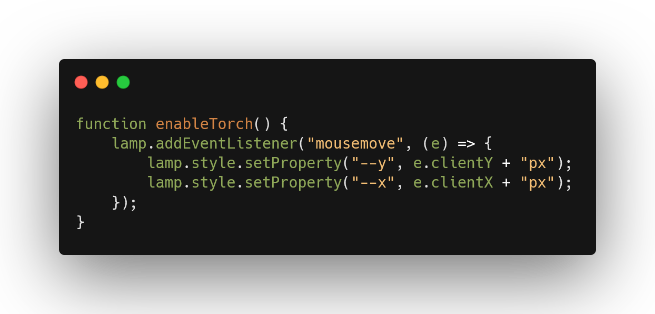 function enableTorch() {
    lamp.addEventListener("mousemove", (e) => {
        lamp.style.setProperty("--y", e.clientY + "px");
        lamp.style.setProperty("--x", e.clientX + "px");
    });
}